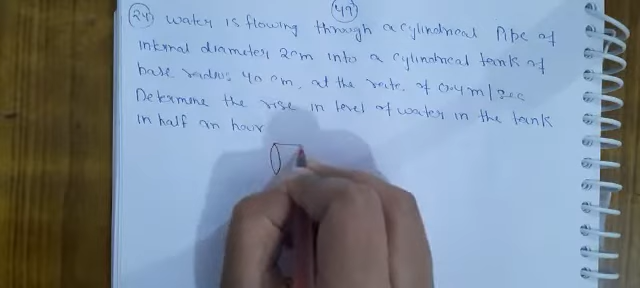 49
24) Water is flowing through a cylindrical Pipe of
internal diameter 2cm into a cylindrical tank of
base radius 40 cm, at the rate of 0.4m/sec
Determine the rise in level of water in the tank
in half an hour